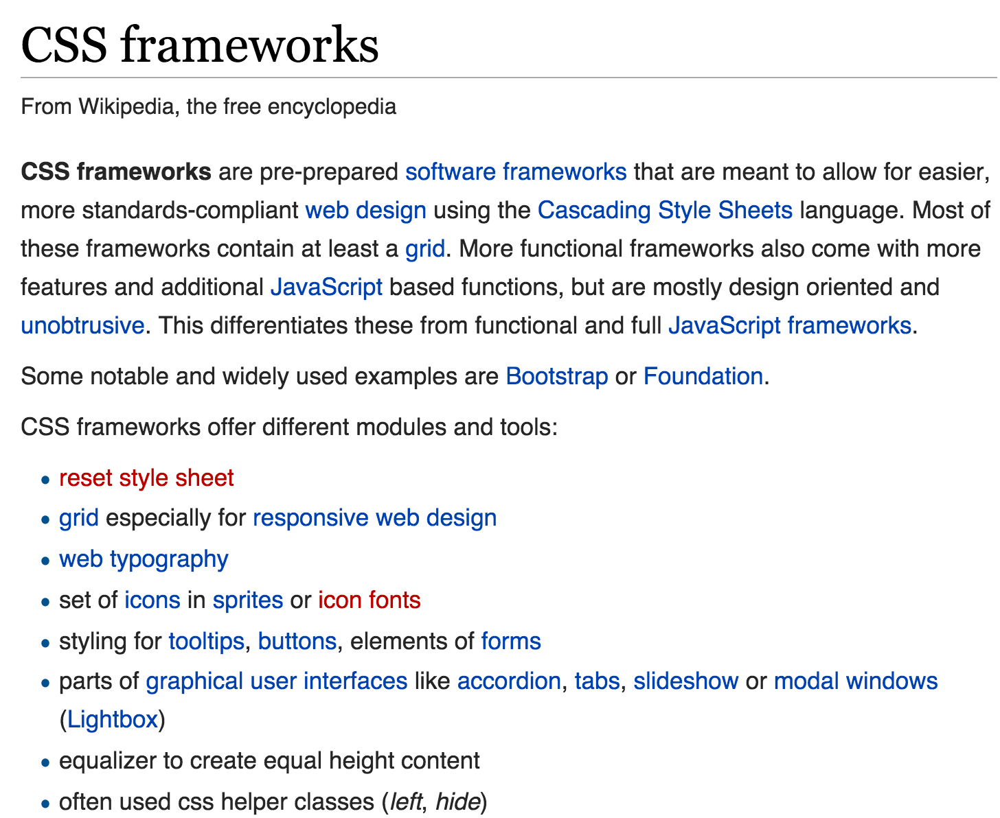 CSS frameworks
From Wikipedia, the free encyclopedia
CSS frameworks are pre-prepared software frameworks that are meant to allow for easier,
more standards-compliant web design using the Cascading Style Sheets language. Most of
these frameworks contain at least a grid. More functional frameworks also come with more
features and additional JavaScript based functions, but are mostly design oriented and
unobtrusive. This differentiates these from functional and full JavaScript frameworks.
Some notable and widely used examples are Bootstrap or Foundation.
CSS frameworks offer different modules and tools:
• reset style sheet
• grid especially for responsive web design
• web typography
• set of icons in sprites or icon fonts
• styling for tooltips, buttons, elements of forms
• parts of graphical user interfaces like accordion, tabs, slideshow or modal windows
(Lightbox)
• equalizer to create equal height content
• often used css helper classes (left, hide)